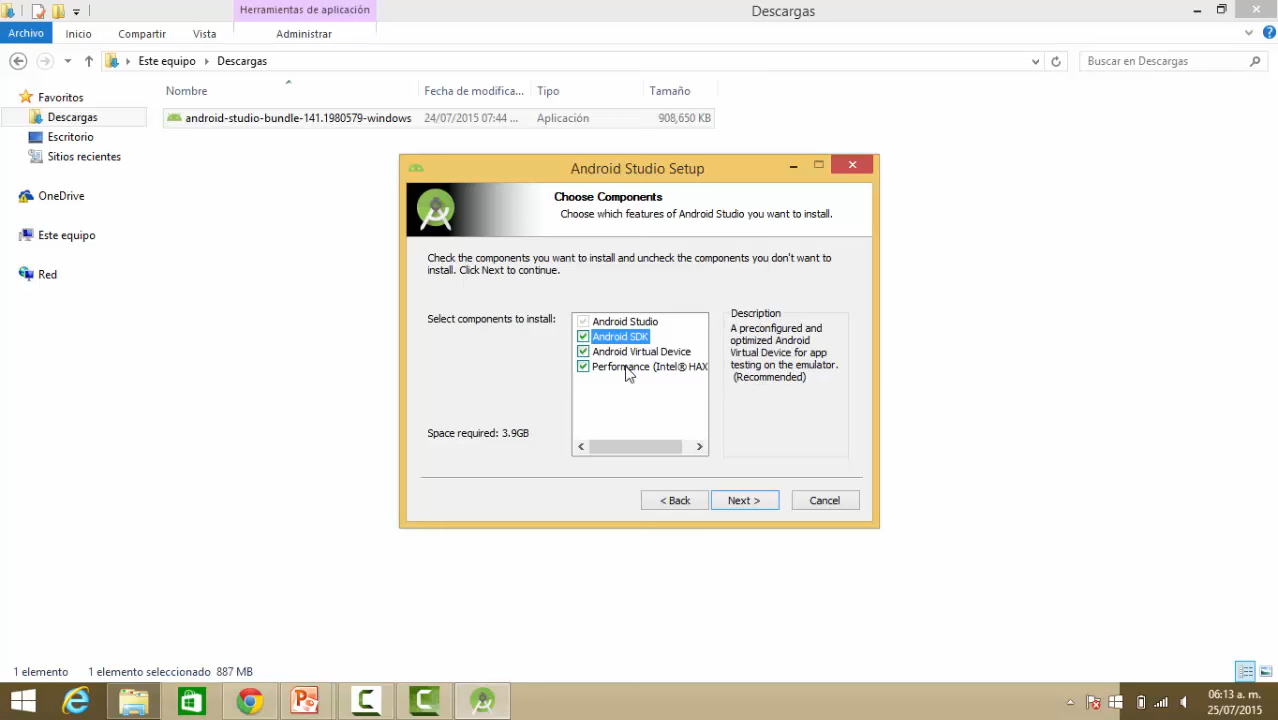 Herramientas de aplicación
Descargas
Archivo
Inicio
Compartir
Vista
Administrar
Este equipo
Descargas
Buscar en Descargas
Nombre
Fecha de modifica...
Tipo
Tamaño
Favoritos
Descargas
Escritorio
Sitios recientes
OneDrive
Este equipo
Red
android-studio-bundle-141.1980579-windows
24/07/2015 07:44 ...
Aplicación
908,650 KB
Android Studio Setup
Choose Components
Choose which features of Android Studio you want to install.
Check the components you want to install and uncheck the components you don't want to
install. Click Next to continue.
Select components to install:
Android Studio
Android SDK
Android Virtual Device
Performance (Intel® HAX
Description
A preconfigured and
optimized Android
Virtual Device for app
testing on the emulator.
(Recommended)
Space required: 3.9GB
< Back
Next >
Cancel
1 elemento
1 elemento seleccionado 887 MB
06:13 a. m.
25/07/2015